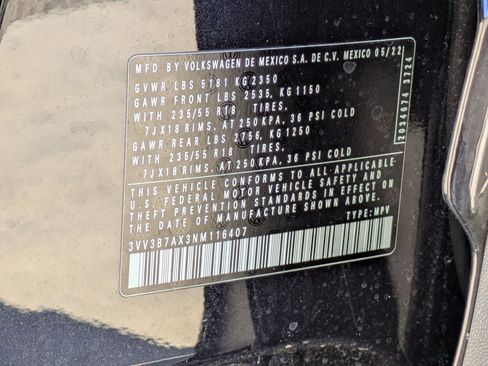 MFD BY VOLKSWAGEN DE MEXICO S.A. DE C.V. MEXICO 05/22
GVWR LBS 5181 KG 2350
GAWR FRONT LBS 2535, KG 1150
WITH 235/55 R18 TIRES,
7JX18 RIMS, AT 250 KPA, 36 PSI COLD
GAWR REAR LBS 2756, KG 1250
WITH 235/55 R18 TIRES,
7JX18 RIMS, AT 250 KPA, 36 PSI COLD
THIS VEHICLE CONFORMS TO ALL APPLICABLE
U.S. FEDERAL MOTOR VEHICLE SAFETY AND
THEFT PREVENTION STANDARDS IN EFFECT ON
THE DATE OF MANUFACTURE SHOWN ABOVE.
3VV3B7AX3NM116407 TYPE: MPV